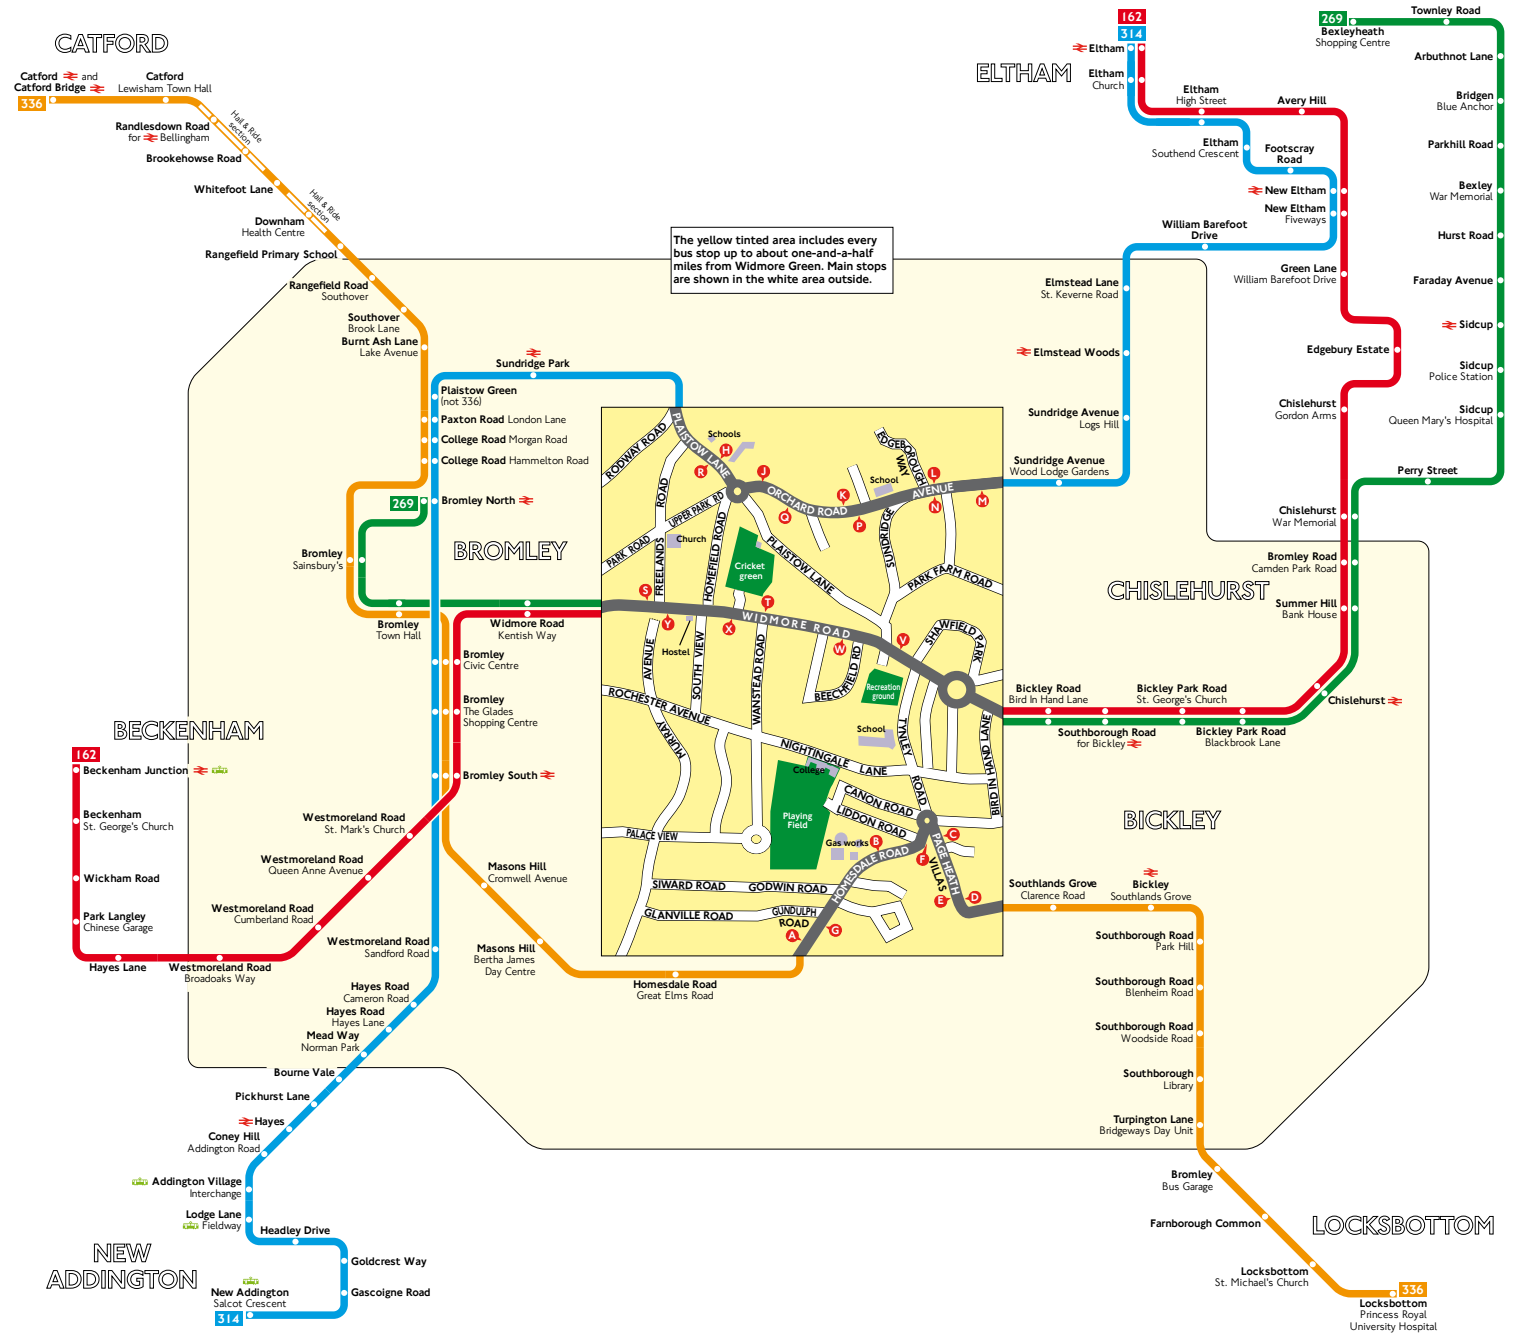 CATFORD
Catford and
Catford Bridge
336
Catford
Lewisham Town Hall
Hail & Ride
section
Randlesdown Road
for Bellingham
Brookehowse Road
Whitefoot Lane
Hail & Ride
section
Downham
Health Centre
Rangefield Primary School
Rangefield Road
Southover
Southover
Brook Lane
Burnt Ash Lane
Lake Avenue
162
314
ELTHAM
Eltham
Eltham
Church
Eltham
High Street
Avery Hill
Eltham
Southend Crescent
Footscray
Road
New Eltham
New Eltham
Fiveways
William Barefoot
Drive
Green Lane
William Barefoot Drive
Elmstead Lane
St. Keverne Road
Elmstead Woods
Edgebury Estate
Sundridge Avenue
Logs Hill
Chislehurst
Gordon Arms
Sundridge Avenue
Wood Lodge Gardens
269
Bexleyheath
Shopping Centre
Townley Road
Arbuthnot Lane
Bridgen
Blue Anchor
Parkhill Road
Bexley
War Memorial
Hurst Road
Faraday Avenue
Sidcup
Sidcup
Police Station
Sidcup
Queen Mary's Hospital
Perry Street
The yellow tinted area includes every
bus stop up to about one-and-a-half
miles from Widmore Green. Main stops
are shown in the white area outside.
Sundridge Park
Plaistow Green
(not 336)
Paxton Road London Lane
College Road Morgan Road
College Road Hammelton Road
269
Bromley North
BROMLEY
Bromley
Sainsbury's
Bromley
Town Hall
Widmore Road
Kentish Way
Bromley
Civic Centre
Bromley
The Glades
Shopping Centre
Bromley South
RODWAY ROAD
PLAISTOW LANE
Schools
H
R
J
ORCHARD ROAD
Q
K
P
School
EDGEBOROUGH
WAY
L
AVENUE
N
M
FREELANDS
ROAD
UPPER PARK RD
PARK ROAD
Church
HOMEFIELD ROAD
Cricket
green
PLAISTOW LANE
SUNDRIDGE
PARK FARM ROAD
S
Y
T
X
WIDMORE ROAD
W
V
SHAWFIELD PARK
Hostel
AVENUE
SOUTH VIEW
WANSTEAD ROAD
BEECHFIELD RD
Recreation
ground
ROCHESTER AVENUE
MURRAY
School
TYNLEY
ROAD
NIGHTINGALE LANE
BIRD IN HAND LANE
College
CANON ROAD
LIDDON ROAD
Playing
Field
PALACE VIEW
Gas works
B
C
F
HOMESDALE ROAD
PAGE HEATH
VILLAS
E
D
SIWARD ROAD
GODWIN ROAD
GLANVILLE ROAD
GUNDULPH
ROAD
A
G
CHISLEHURST
Chislehurst
War Memorial
Bromley Road
Camden Park Road
Summer Hill
Bank House
Bickley Road
Bird In Hand Lane
Bickley Park Road
St. George's Church
Chislehurst
Southborough Road
for Bickley
Bickley Park Road
Blackbrook Lane
BICKLEY
Southlands Grove
Clarence Road
Bickley
Southlands Grove
Southborough Road
Park Hill
Southborough Road
Blenheim Road
Southborough Road
Woodside Road
Southborough
Library
Turpington Lane
Bridgeways Day Unit
Bromley
Bus Garage
Farnborough Common
LOCKSBOTTOM
Locksbottom
St. Michael's Church
336
Locksbottom
Princess Royal
University Hospital
BECKENHAM
162
Beckenham Junction
Beckenham
St. George's Church
Wickham Road
Park Langley
Chinese Garage
Hayes Lane
Westmoreland Road
Broadoaks Way
Westmoreland Road
St. Mark's Church
Westmoreland Road
Queen Anne Avenue
Westmoreland Road
Cumberland Road
Westmoreland Road
Sandford Road
Masons Hill
Cromwell Avenue
Masons Hill
Bertha James
Day Centre
Homesdale Road
Great Elms Road
Hayes Road
Cameron Road
Hayes Road
Hayes Lane
Mead Way
Norman Park
Bourne Vale
Pickhurst Lane
Hayes
Coney Hill
Addington Road
Addington Village
Interchange
Lodge Lane
Fieldway
Headley Drive
Goldcrest Way
Gascoigne Road
NEW
ADDINGTON
New Addington
Salcot Crescent
314